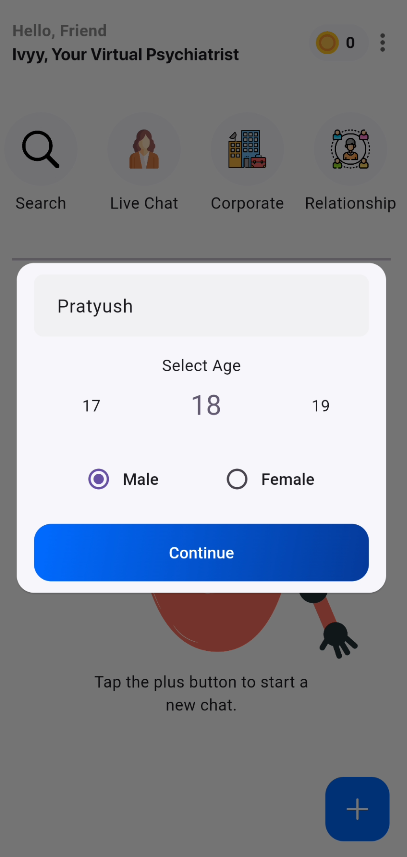 Hello, Friend
Ivyy, Your Virtual Psychiatrist
0
Search Live Chat Corporate Relationship
Pratyush
Select Age
17 18 19
Male Female
Continue
Tap the plus button to start a
new chat.